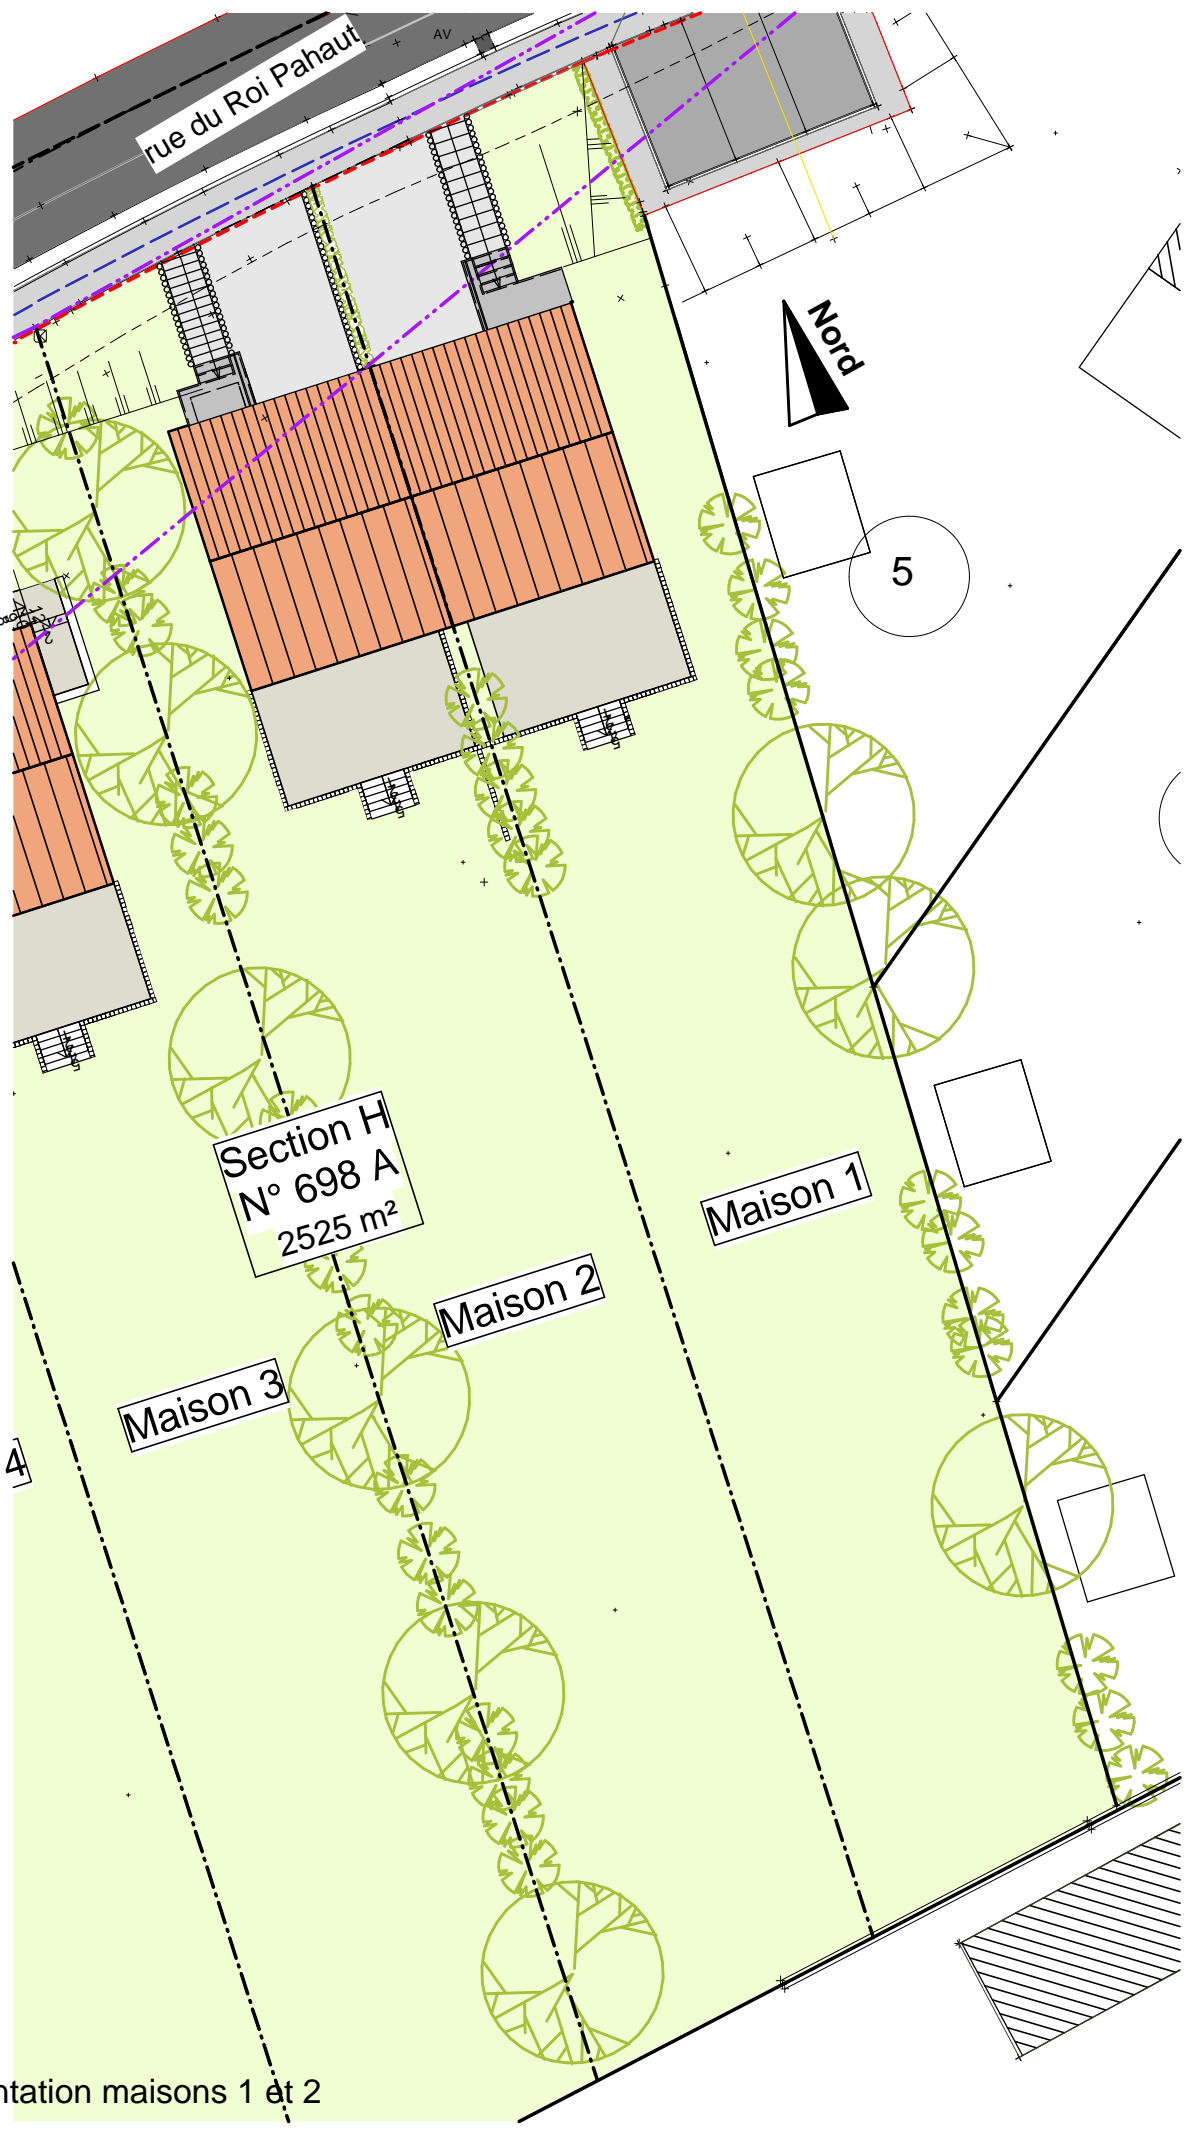 AV
rue du Roi Pahaut
Nord
5
Section H
N° 698 A
2525 m²
Maison 1
Maison 2
Maison 3
4
ntation maisons 1 et 2